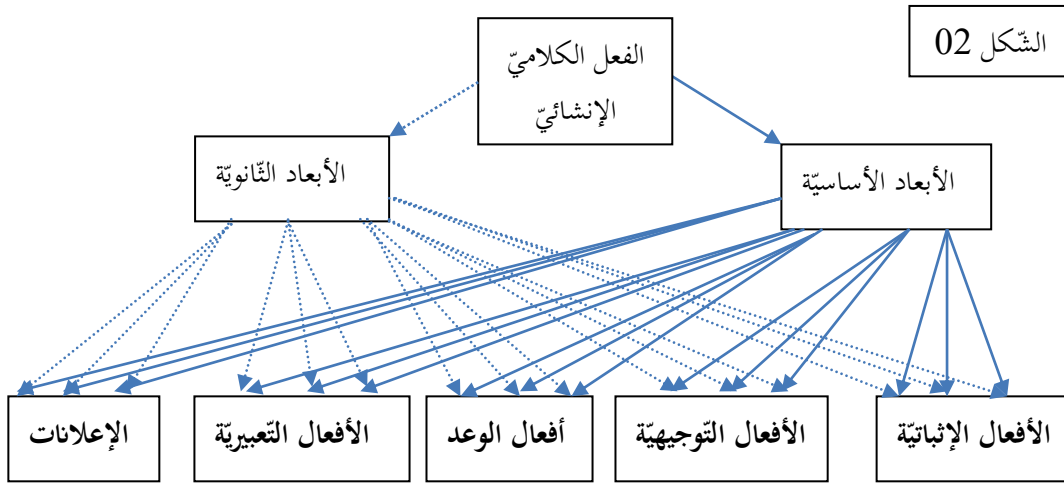 الشّكل 02
الفعل الكلاميّ
الإنشائيّ
الأبعاد الأساسيّة
الأبعاد الثّانويّة
الأفعال الإثباتيّة
الأفعال التّوجيهيّة
أفعال الوعد
الأفعال التّعبيريّة
الإعلانات